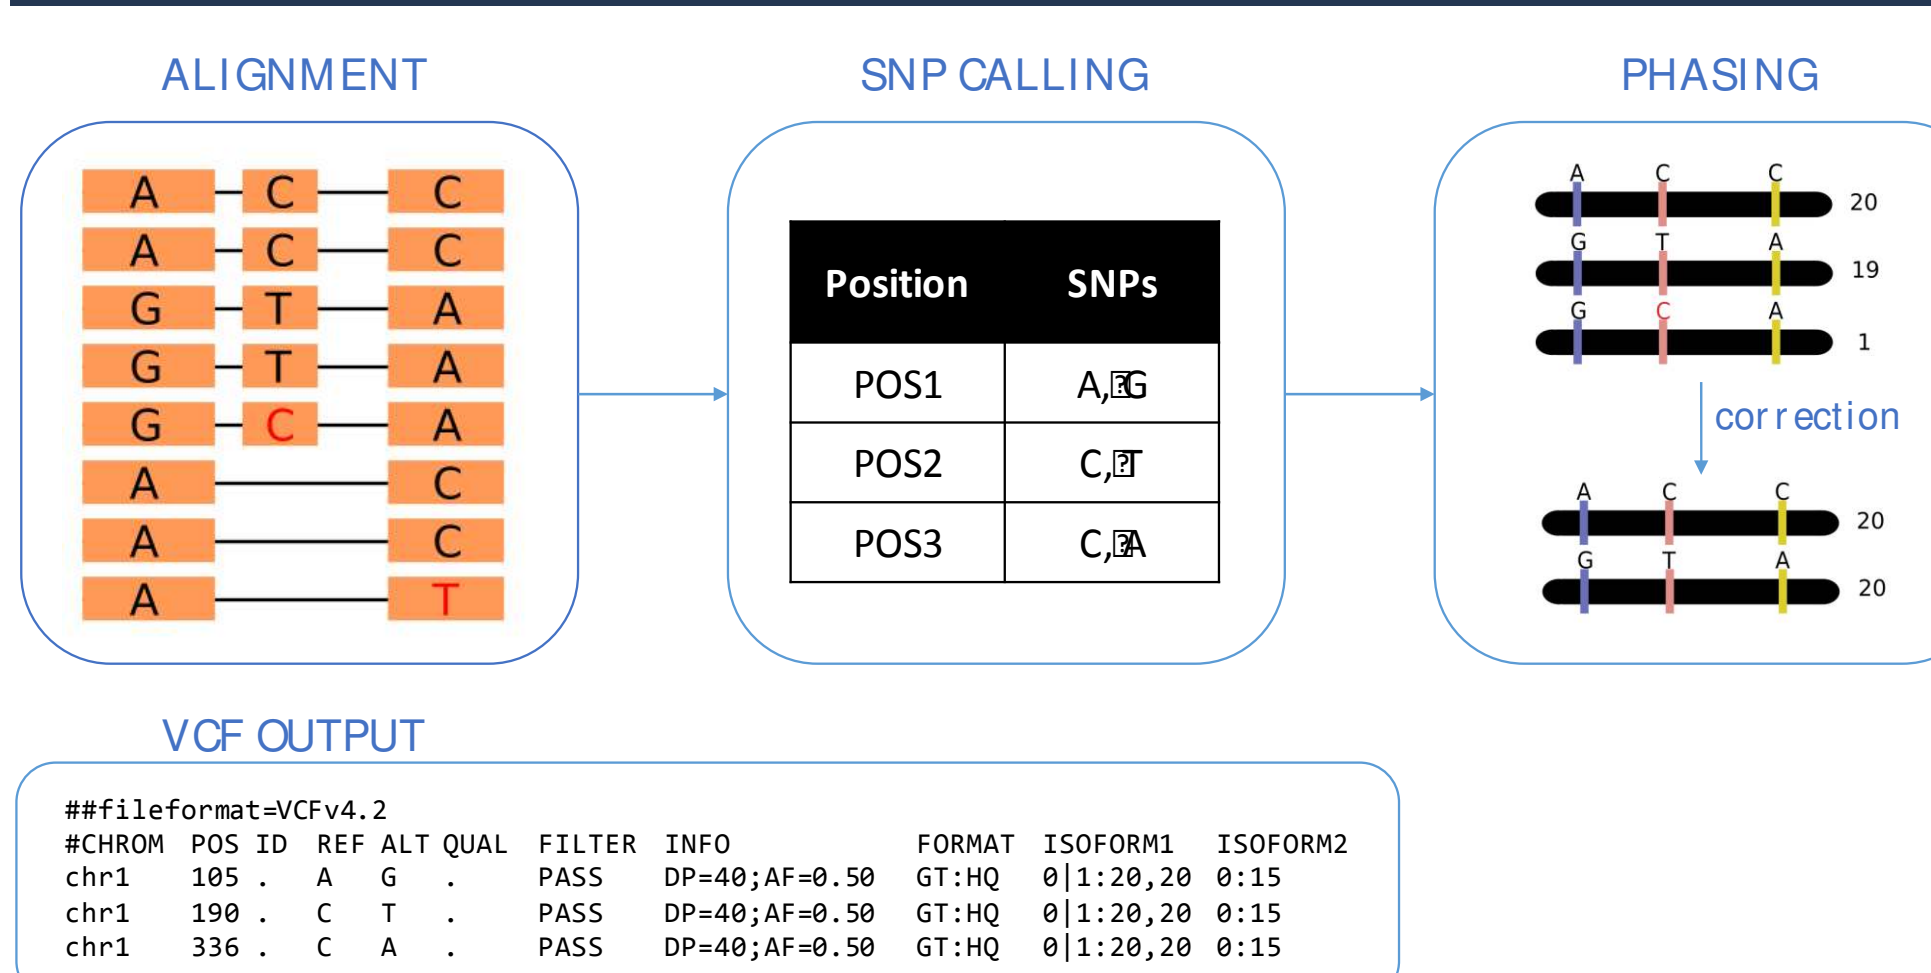 ALIGNMENT
SNP CALLING
PHASING
A C C
A C C
G T A
G T A
G C A
A C
A C
A T
Position SNPs
POS1 A, G
POS2 C, T
POS3 C, A
A C C
20
G T A
19
G C A
1
correction
A C C
20
G T A
20
VCF OUTPUT
##fileformat=VCFv4.2
#CHROM POS ID REF ALT QUAL FILTER INFO FORMAT ISOFORM1 ISOFORM2
chr1 105 . A G . PASS DP=40;AF=0.50 GT:HQ 0|1:20,20 0:15
chr1 190 . C T . PASS DP=40;AF=0.50 GT:HQ 0|1:20,20 0:15
chr1 336 . C A . PASS DP=40;AF=0.50 GT:HQ 0|1:20,20 0:15